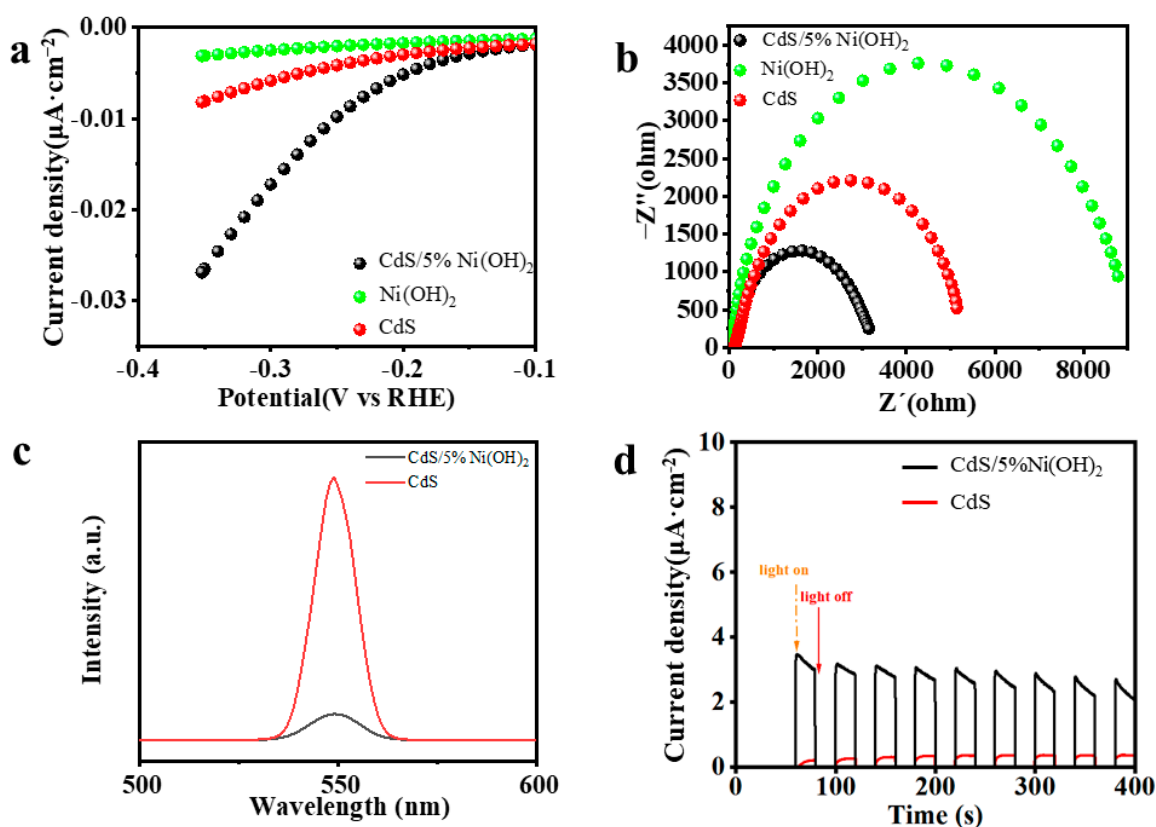 a
Current density(μA·cm⁻²)
0.00
-0.01
-0.02
-0.03
CdS/5% Ni(OH)₂
Ni(OH)₂
CdS
-0.4 -0.3 -0.2 -0.1
Potential(V vs RHE)
b
−Z''(ohm)
4000
3500
3000
2500
2000
1500
1000
500
0
CdS/5% Ni(OH)₂
Ni(OH)₂
CdS
0 2000 4000 6000 8000
Z´(ohm)
c
Intensity (a.u.)
CdS/5% Ni(OH)₂
CdS
500 550 600
Wavelength (nm)
d
Current density(μA·cm⁻²)
10
8
6
4
2
0
CdS/5%Ni(OH)₂
CdS
light on
light off
0 100 200 300 400
Time (s)